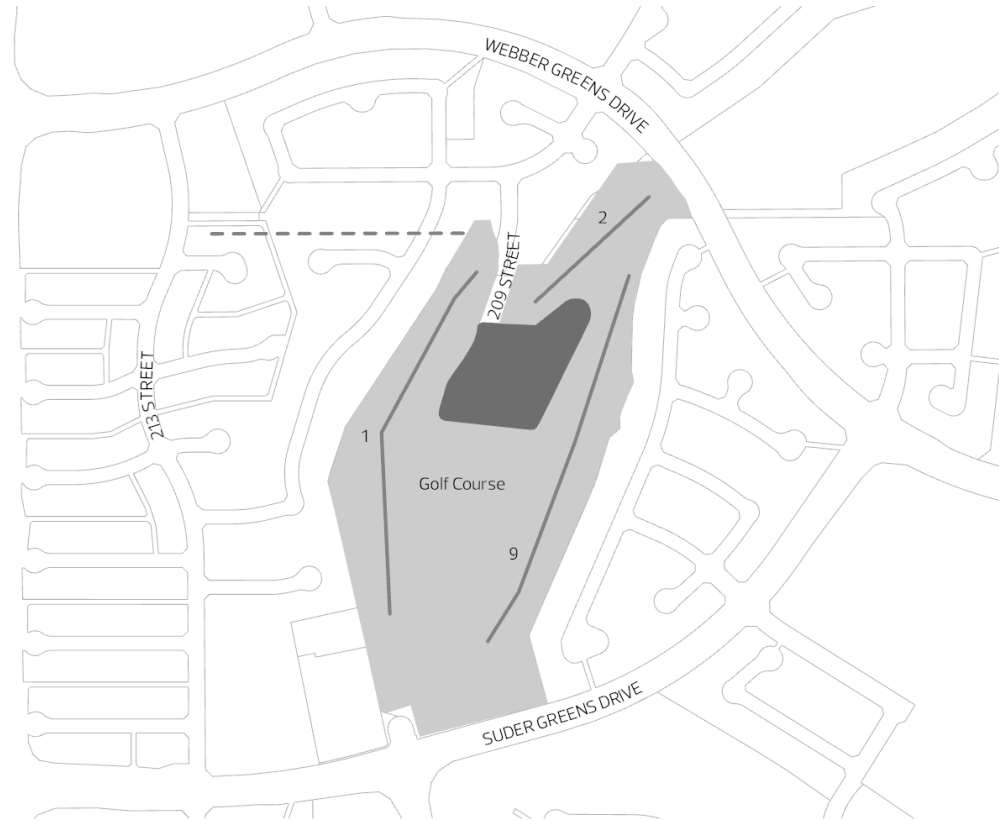 WEBBER GREENS DRIVE
2
209 STREET
213 STREET
1
Golf Course
9
SUDER GREENS DRIVE